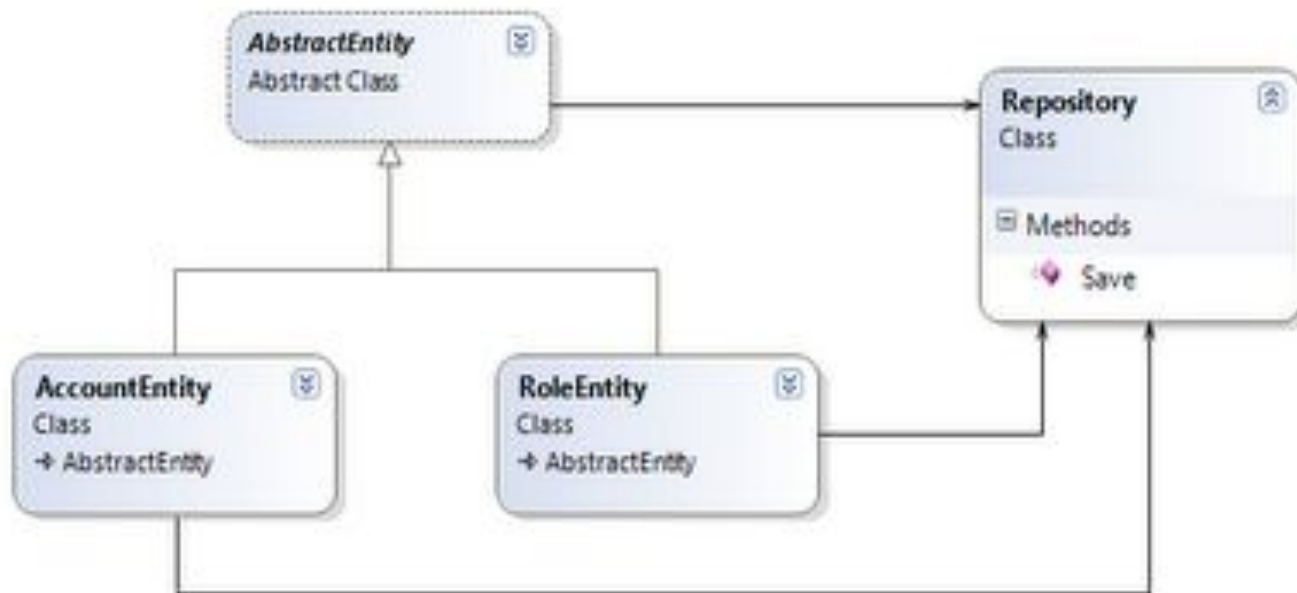 AbstractEntity
Abstract Class
Repository
Class
Methods
Save
AccountEntity
Class
AbstractEntity
RoleEntity
Class
AbstractEntity